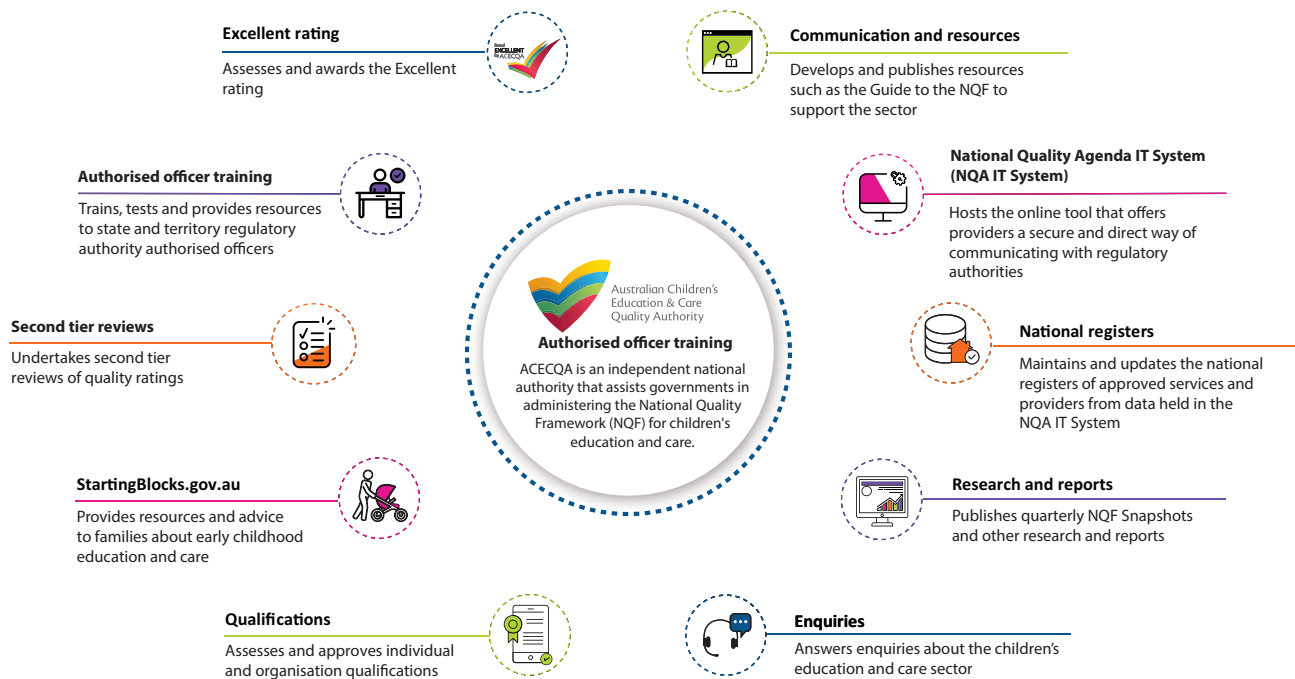 Excellent rating
Assesses and awards the Excellent
rating
Rated
EXCELLENT
by ACECQA
Communication and resources
Develops and publishes resources
such as the Guide to the NQF to
support the sector
Authorised officer training
Trains, tests and provides resources
to state and territory regulatory
authority authorised officers
National Quality Agenda IT System
(NQA IT System)
Hosts the online tool that offers
providers a secure and direct way of
communicating with regulatory
authorities
Australian Children's
Education & Care
Quality Authority
Authorised officer training
ACECQA is an independent national
authority that assists governments in
administering the National Quality
Framework (NQF) for children's
education and care.
Second tier reviews
Undertakes second tier
reviews of quality ratings
National registers
Maintains and updates the national
registers of approved services and
providers from data held in the
NQA IT System
StartingBlocks.gov.au
Provides resources and advice
to families about early childhood
education and care
Research and reports
Publishes quarterly NQF Snapshots
and other research and reports
Qualifications
Assesses and approves individual
and organisation qualifications
Enquiries
Answers enquiries about the children's
education and care sector